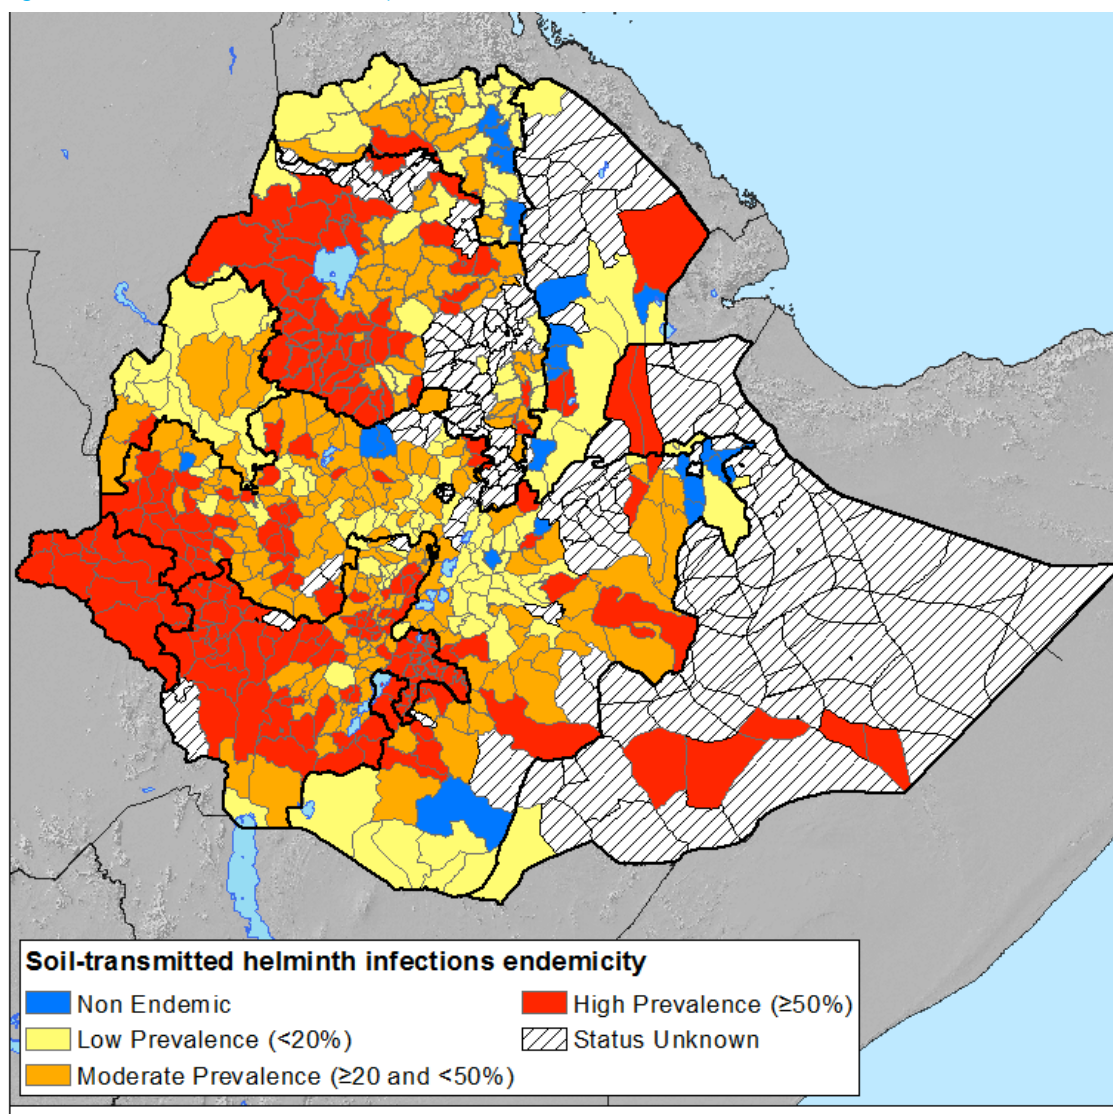 Soil-transmitted helminth infections endemicity
Non Endemic
Low Prevalence (<20%)
Moderate Prevalence (≥20 and <50%)
High Prevalence (≥50%)
Status Unknown